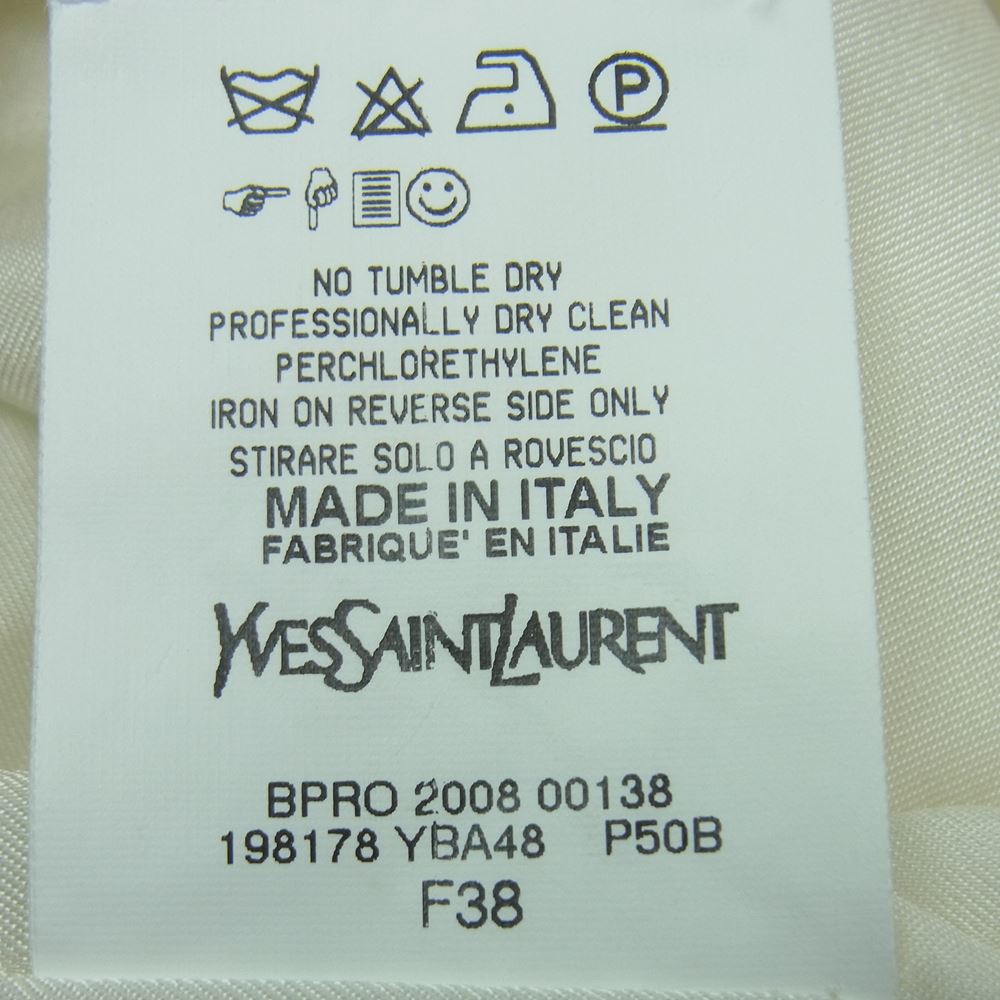 P
NO TUMBLE DRY
PROFESSIONALLY DRY CLEAN
PERCHLORETHYLENE
IRON ON REVERSE SIDE ONLY
STIRARE SOLO A ROVESCIO
MADE IN ITALY
FABRIQUE' EN ITALIE
YVESSAINTLAURENT
BPRO 2008 00138
198178 YBA48 P50B
F38